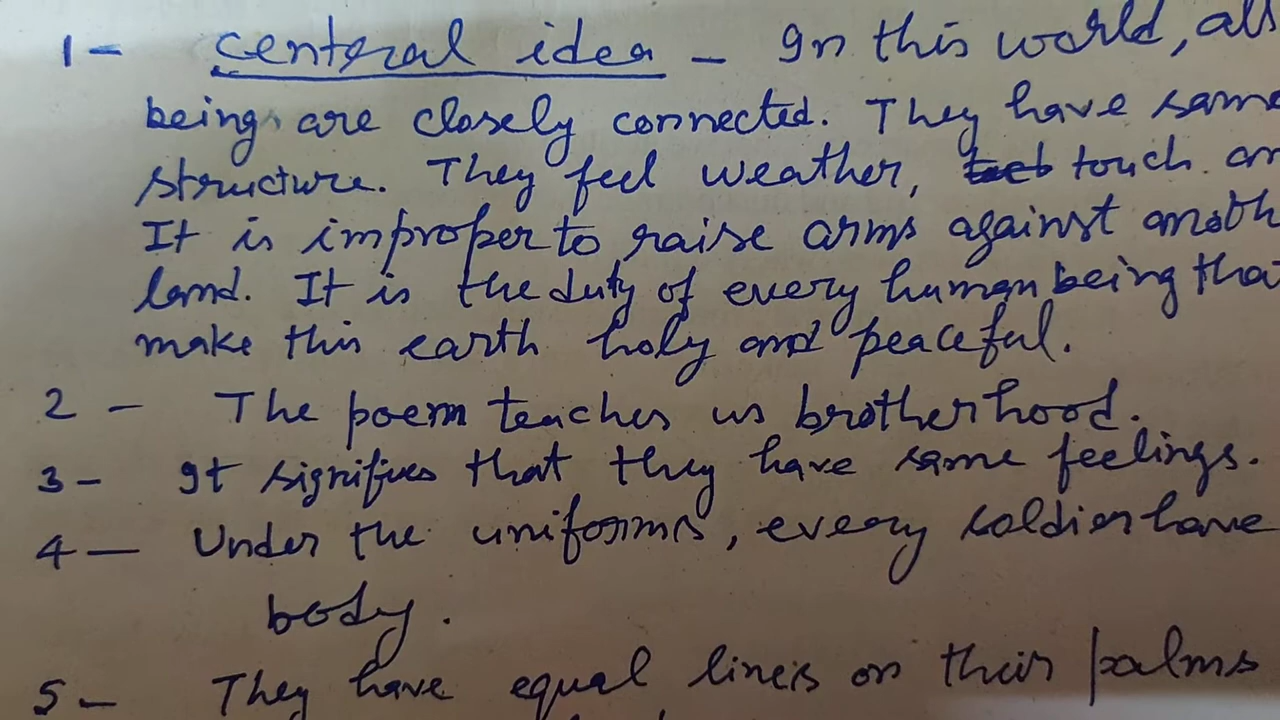 1- centeral idea - In this world, all
beings are closely connected. They have same
structure. They feel weather, touch an
It is improper to raise arms against anoth
land. It is the duty of every human being tha
make this earth holy and peaceful.
2 - The poem teaches us brotherhood.
3- It signifies that they have same feelings.
4- Under the uniforms, every soldier have
body.
5- They have equal lines on their palms